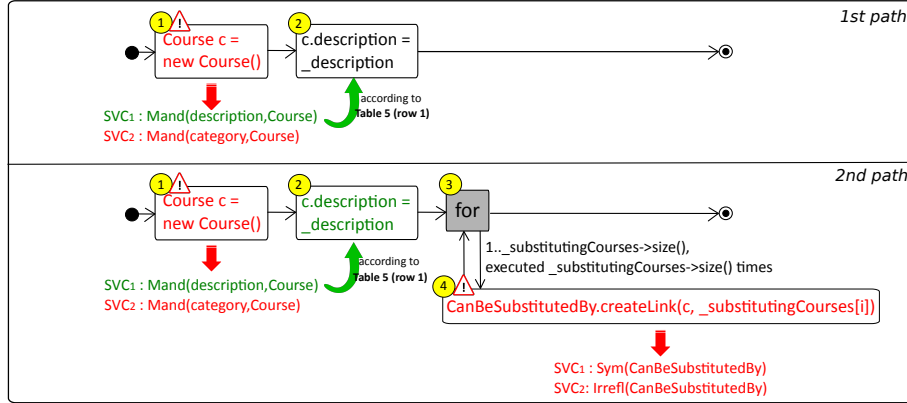 1st path
1
!
Course c =
new Course()
2
c.description =
_description
SVC1 : Mand(description,Course)
SVC2 : Mand(category,Course)
according to
Table 5 (row 1)
2nd path
1
!
Course c =
new Course()
2
c.description =
_description
3
for
SVC1 : Mand(description,Course)
SVC2 : Mand(category,Course)
according to
Table 5 (row 1)
1.._substitutingCourses->size(),
executed _substitutingCourses->size() times
4
!
CanBeSubstitutedBy.createLink(c, _substitutingCourses[i])
SVC1 : Sym(CanBeSubstitutedBy)
SVC2: Irrefl(CanBeSubstitutedBy)